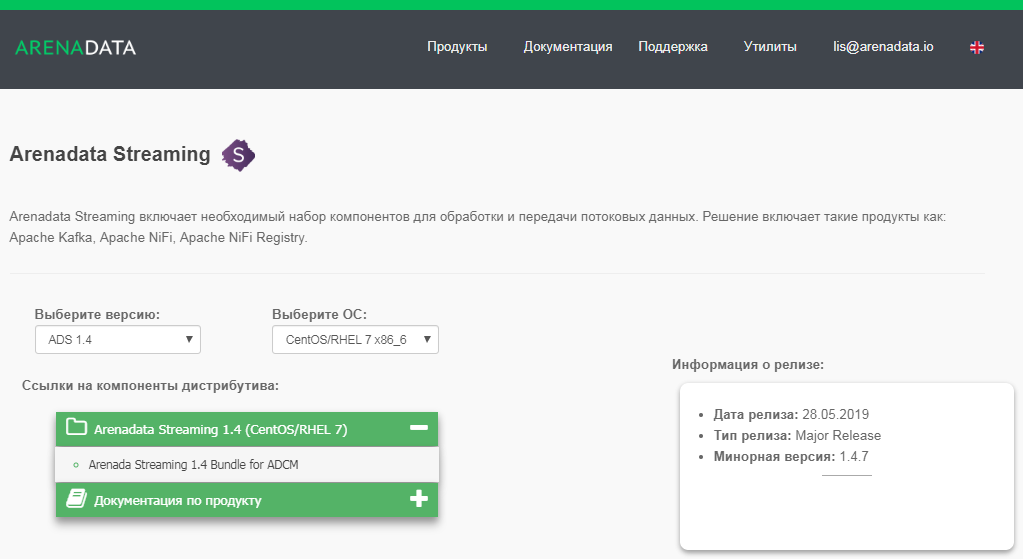 ARENADATA
Продукты
Документация
Поддержка
Утилиты
lis@arenadata.io
Arenadata Streaming
S
Arenadata Streaming включает необходимый набор компонентов для обработки и передачи потоковых данных. Решение включает такие продукты как:
Apache Kafka, Apache NiFi, Apache NiFi Registry.
Выберите версию:
ADS 1.4
Выберите ОС:
CentOS/RHEL 7 x86_6
Ссылки на компоненты дистрибутива:
Arenadata Streaming 1.4 (CentOS/RHEL 7)
Arenada Streaming 1.4 Bundle for ADCM
Документация по продукту
Информация о релизе:
Дата релиза: 28.05.2019
Тип релиза: Major Release
Минорная версия: 1.4.7